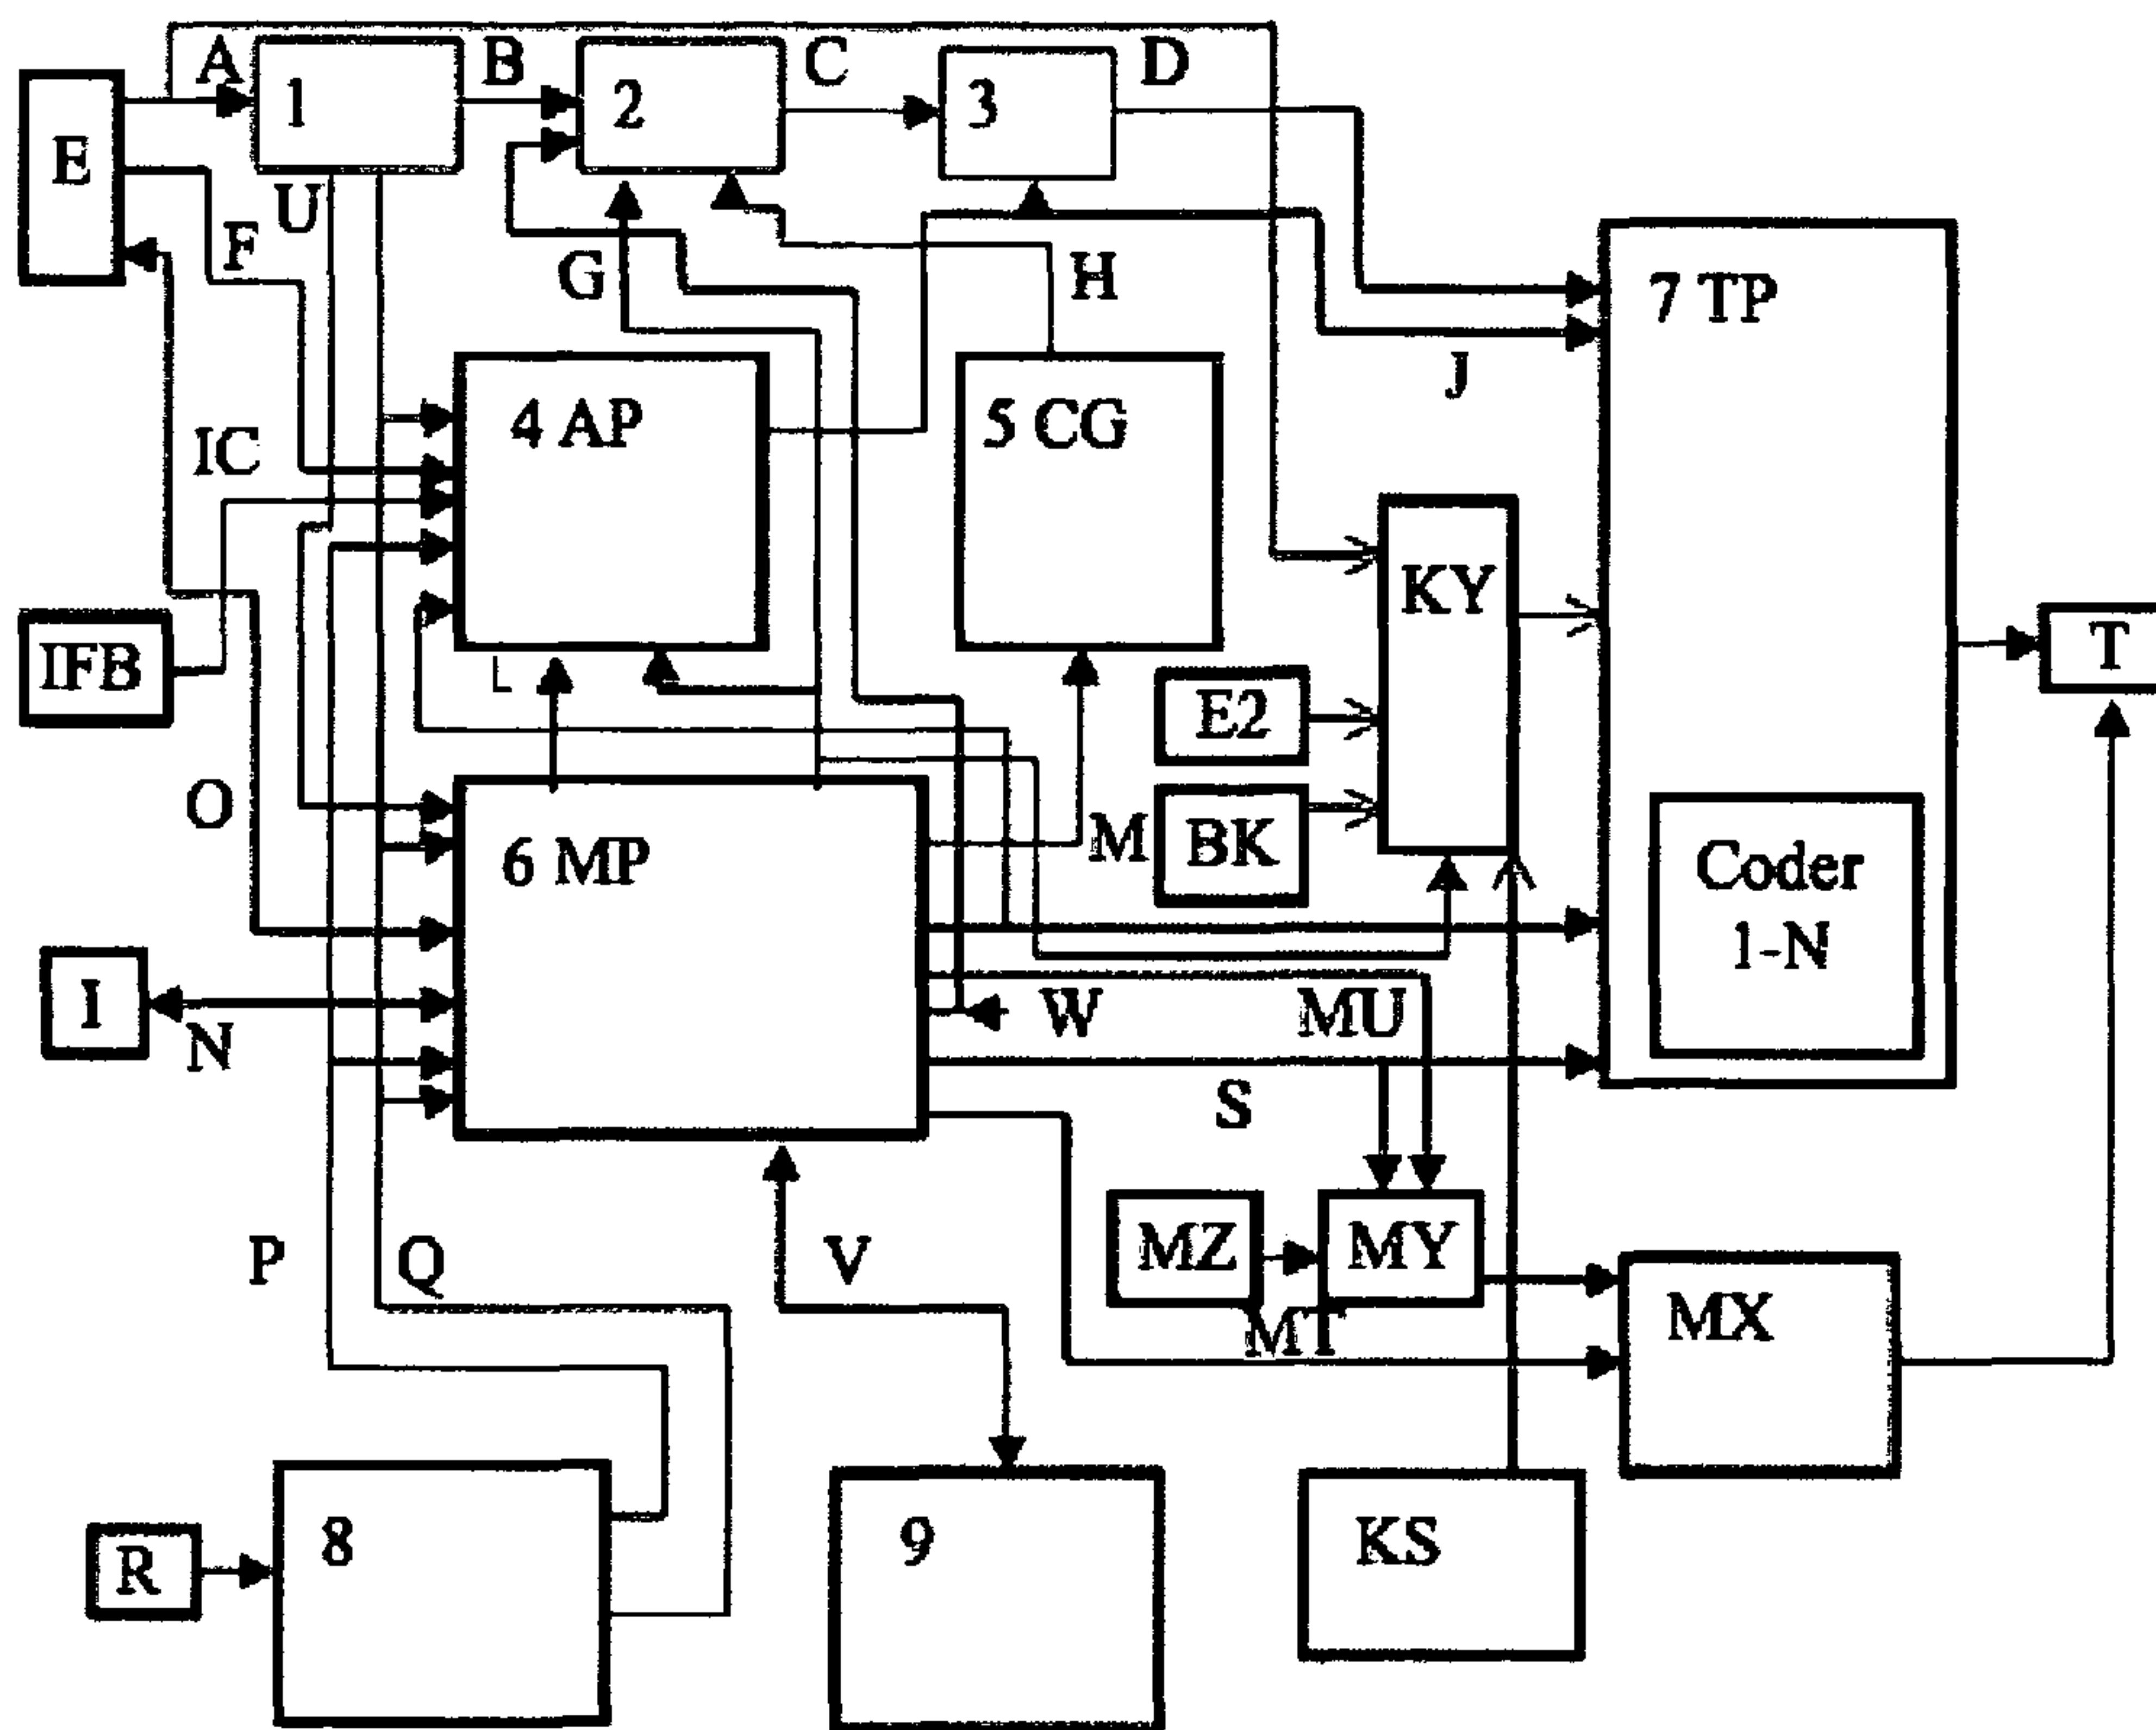 A
B
C
D
1
2
3
E
U
F
G
H
7 TP
J
4 AP
5 CG
IC
KY
T
IFB
L
E2
O
M
BK
6 MP
Coder
1-N
I
N
W
MU
S
P
Q
V
MZ
MY
MX
MT
8
9
KS
R